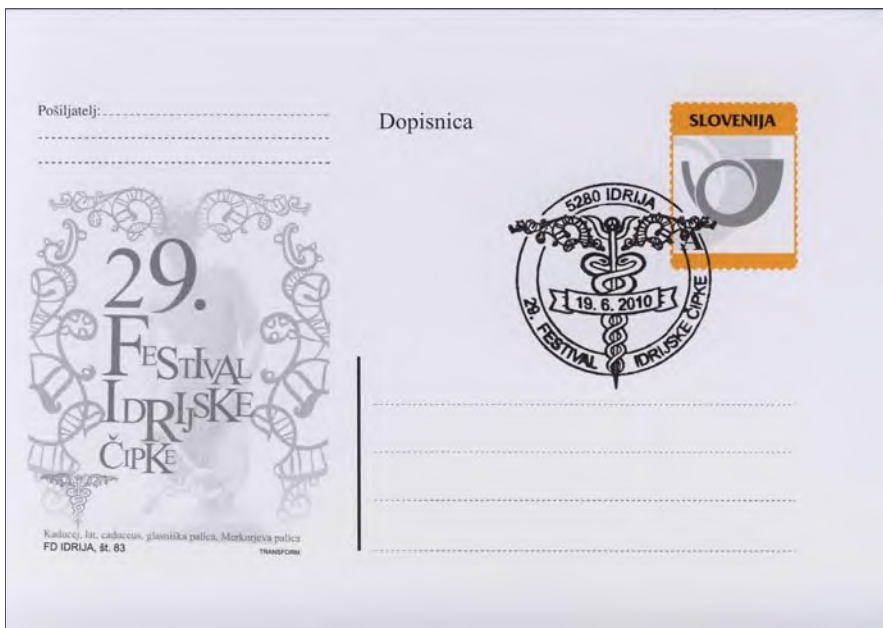 Pošiljatelj:
29.
FESTIVAL
IDRIJSKE
ČIPKE
Kaducej, lat. caduceus, glasniška palica, Merkurjeva palica
FD IDRIJA, št. 83
TRANSFORM
Dopisnica
SLOVENIJA
A
5280 IDRIJA
19. 6. 2010
29. FESTIVAL IDRIJSKE ČIPKE